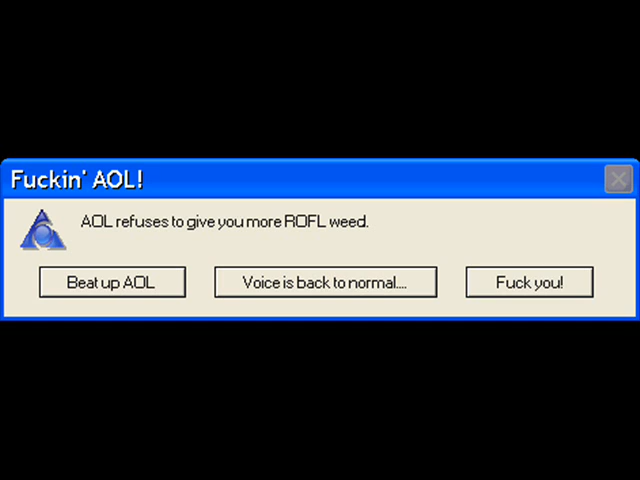 Fuckin' AOL!
AOL refuses to give you more ROFL weed.
Beat up AOL
Voice is back to normal....
Fuck you!